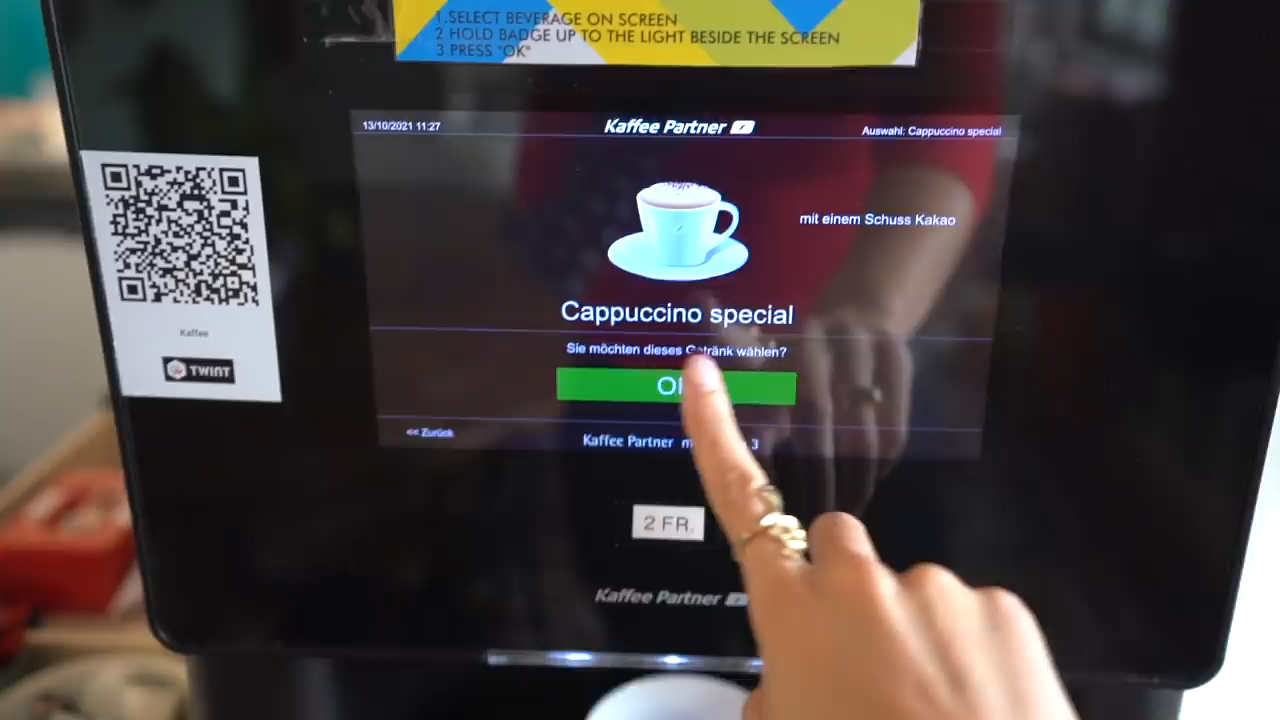 1.SELECT BEVERAGE ON SCREEN
2 HOLD BADGE UP TO THE LIGHT BESIDE THE SCREEN
3 PRESS "OK"
13/10/2021 11:27
Kaffee Partner
Auswahl: Cappuccino special
mit einem Schuss Kakao
Cappuccino special
Sie möchten dieses Getränk wählen?
<< Zurück
Kaffee Partner
3
Kaffee
TWINT
2 FR.
Kaffee Partner